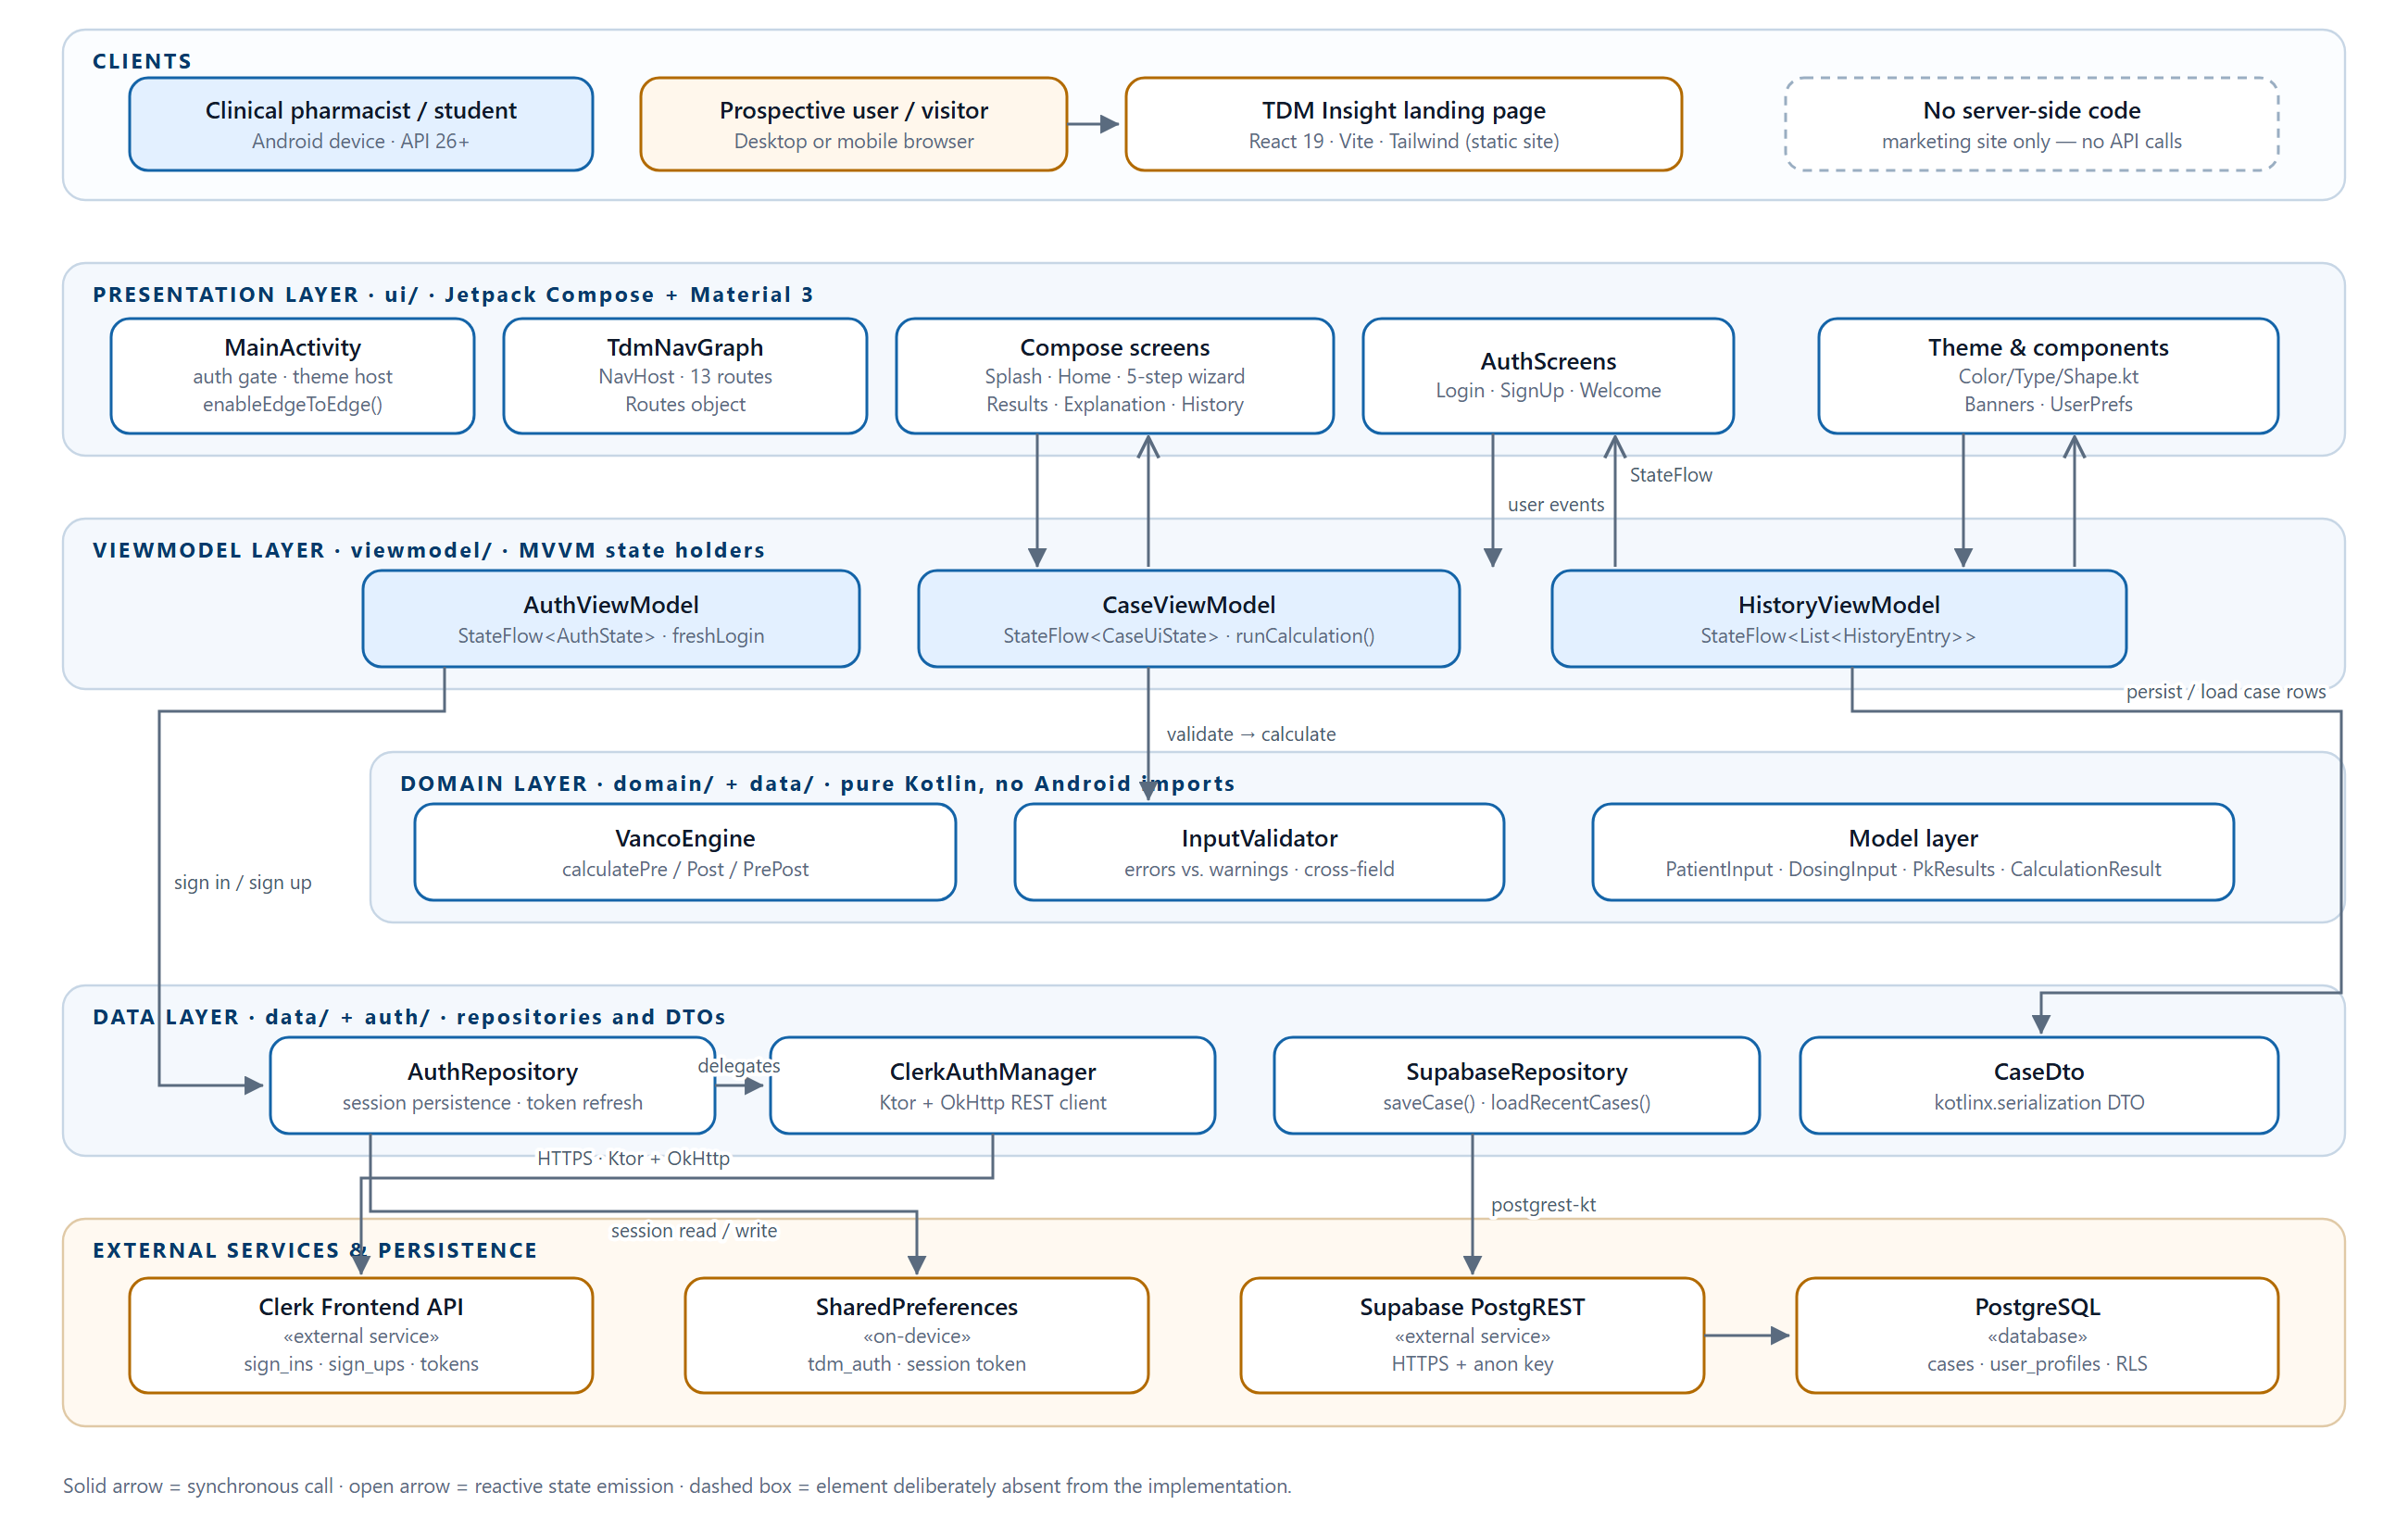 CLIENTS
Clinical pharmacist / student
Android device · API 26+
Prospective user / visitor
Desktop or mobile browser
TDM Insight landing page
React 19 · Vite · Tailwind (static site)
No server-side code
marketing site only — no API calls
PRESENTATION LAYER · ui/ · Jetpack Compose + Material 3
MainActivity
auth gate · theme host
enableEdgeToEdge()
TdmNavGraph
NavHost · 13 routes
Routes object
Compose screens
Splash · Home · 5-step wizard
Results · Explanation · History
AuthScreens
Login · SignUp · Welcome
Theme & components
Color/Type/Shape.kt
Banners · UserPrefs
StateFlow
user events
VIEWMODEL LAYER · viewmodel/ · MVVM state holders
AuthViewModel
StateFlow<AuthState> · freshLogin
CaseViewModel
StateFlow<CaseUiState> · runCalculation()
HistoryViewModel
StateFlow<List<HistoryEntry>>
persist / load case rows
validate → calculate
DOMAIN LAYER · domain/ + data/ · pure Kotlin, no Android imports
VancoEngine
calculatePre / Post / PrePost
InputValidator
errors vs. warnings · cross-field
Model layer
PatientInput · DosingInput · PkResults · CalculationResult
sign in / sign up
DATA LAYER · data/ + auth/ · repositories and DTOs
AuthRepository
session persistence · token refresh
delegates
ClerkAuthManager
Ktor + OkHttp REST client
SupabaseRepository
saveCase() · loadRecentCases()
CaseDto
kotlinx.serialization DTO
HTTPS · Ktor + OkHttp
postgrest-kt
session read / write
EXTERNAL SERVICES & PERSISTENCE
Clerk Frontend API
«external service»
sign_ins · sign_ups · tokens
SharedPreferences
«on-device»
tdm_auth · session token
Supabase PostgREST
«external service»
HTTPS + anon key
PostgreSQL
«database»
cases · user_profiles · RLS
Solid arrow = synchronous call · open arrow = reactive state emission · dashed box = element deliberately absent from the implementation.